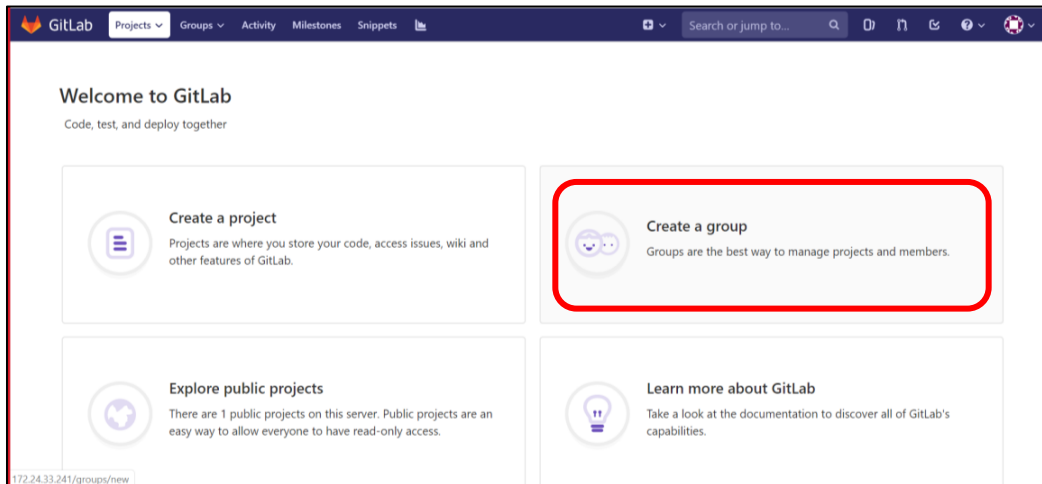 GitLab Projects Groups Activity Milestones Snippets Search or jump to...
Welcome to GitLab
Code, test, and deploy together
Create a project
Projects are where you store your code, access issues, wiki and
other features of GitLab.
Create a group
Groups are the best way to manage projects and members.
Explore public projects
There are 1 public projects on this server. Public projects are an
easy way to allow everyone to have read-only access.
Learn more about GitLab
Take a look at the documentation to discover all of GitLab's
capabilities.
172.24.33.241/groups/new